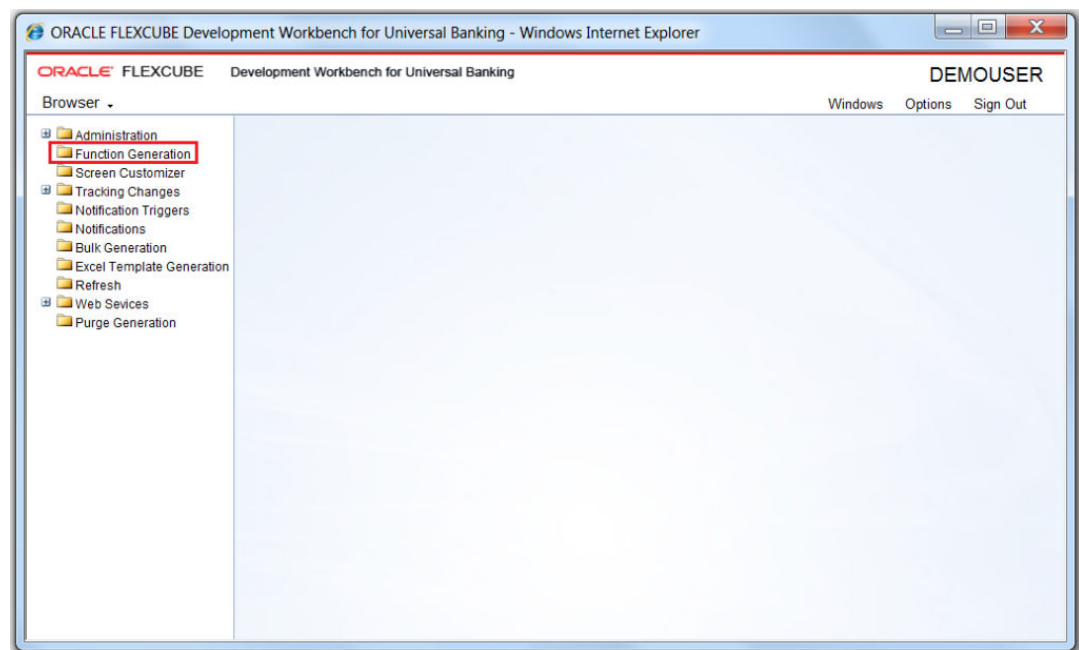 ORACLE FLEXCUBE Development Workbench for Universal Banking - Windows Internet Explorer
ORACLE FLEXCUBE Development Workbench for Universal Banking DEMOUSER
Browser Windows Options Sign Out
Administration
Function Generation
Screen Customizer
Tracking Changes
Notification Triggers
Notifications
Bulk Generation
Excel Template Generation
Refresh
Web Sevices
Purge Generation